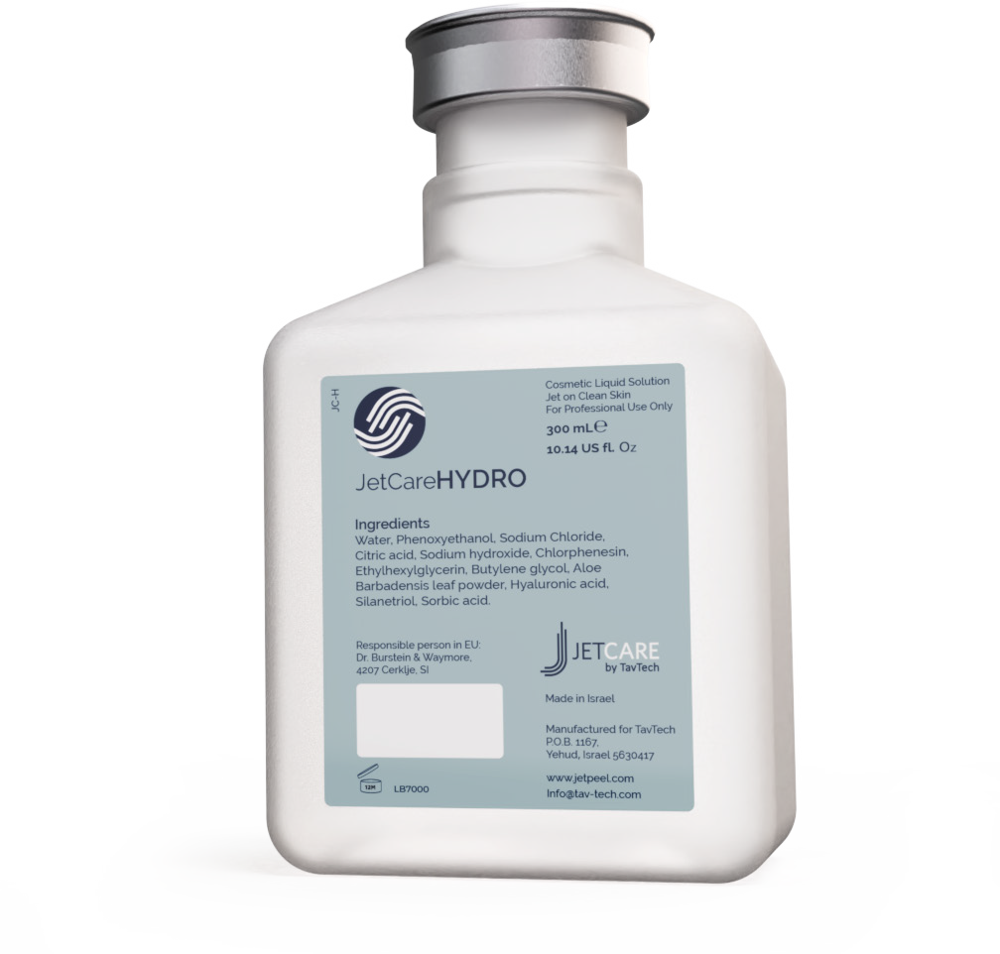 JC-H
Cosmetic Liquid Solution
Jet on Clean Skin
For Professional Use Only
300 mL℮
10.14 US fl. Oz
JetCareHYDRO
Ingredients
Water, Phenoxyethanol, Sodium Chloride,
Citric acid, Sodium hydroxide, Chlorphenesin,
Ethylhexylglycerin, Butylene glycol, Aloe
Barbadensis leaf powder, Hyaluronic acid,
Silanetriol, Sorbic acid.
Responsible person in EU:
Dr. Burstein & Waymore,
4207 Cerklje, SI
JETCARE
by TavTech
Made in Israel
Manufactured for TavTech
P.O.B. 1167,
Yehud, Israel 5630417
www.jetpeel.com
Info@tav-tech.com
12M
LB7000